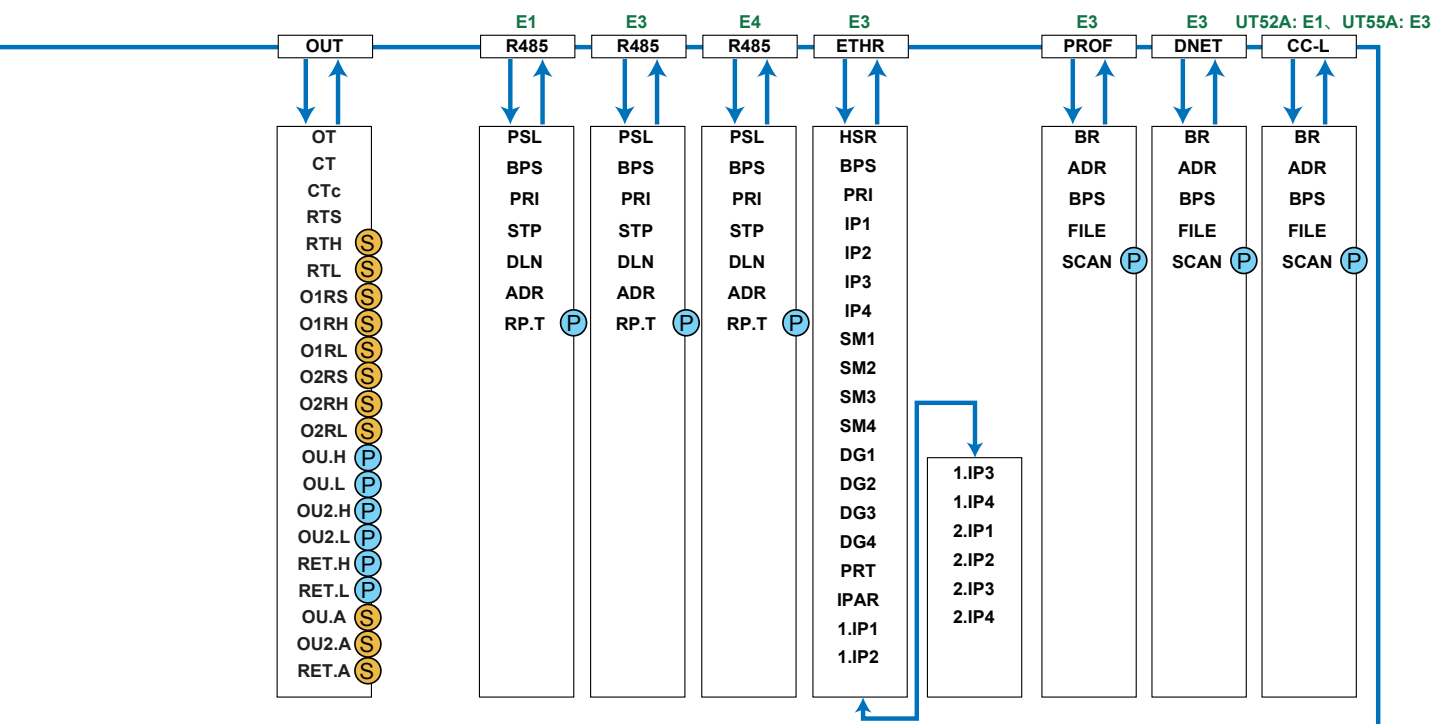 E1
E3
E4
E3
E3
E3
UT52A: E1、UT55A: E3
OUT
R485
R485
R485
ETHR
PROF
DNET
CC-L
OT
CT
CTc
RTS
RTH S
RTL S
O1RS S
O1RH S
O1RL S
O2RS S
O2RH S
O2RL S
OU.H P
OU.L P
OU2.H P
OU2.L P
RET.H P
RET.L P
OU.A S
OU2.A S
RET.A S
PSL
BPS
PRI
STP
DLN
ADR
RP.T P
PSL
BPS
PRI
STP
DLN
ADR
RP.T P
PSL
BPS
PRI
STP
DLN
ADR
RP.T P
HSR
BPS
PRI
IP1
IP2
IP3
IP4
SM1
SM2
SM3
SM4
DG1
DG2
DG3
DG4
PRT
IPAR
1.IP1
1.IP2
1.IP3
1.IP4
2.IP1
2.IP2
2.IP3
2.IP4
BR
ADR
BPS
FILE
SCAN P
BR
ADR
BPS
FILE
SCAN P
BR
ADR
BPS
FILE
SCAN P